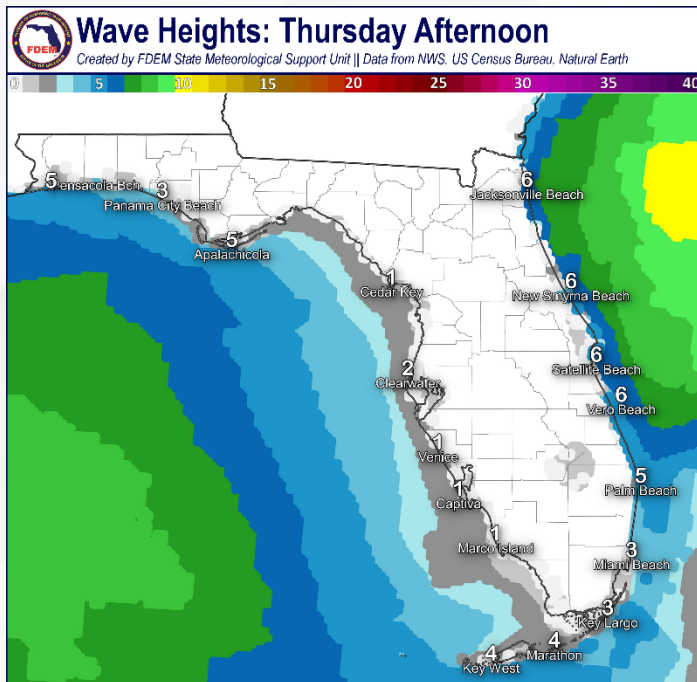 FDEM
Wave Heights: Thursday Afternoon
Created by FDEM State Meteorological Support Unit || Data from NWS, US Census Bureau, Natural Earth
0 5 10 15 20 25 30 35 40
5
Pensacola Bch.
3
Panama City Beach
5
Apalachicola
6
Jacksonville Beach
1
Cedar Key
6
New Smyrna Beach
6
Satellite Beach
2
Clearwater
6
Vero Beach
1
Venice
1
Captiva
5
Palm Beach
1
Marco Island
3
Miami Beach
3
Key Largo
4
Marathon
4
Key West